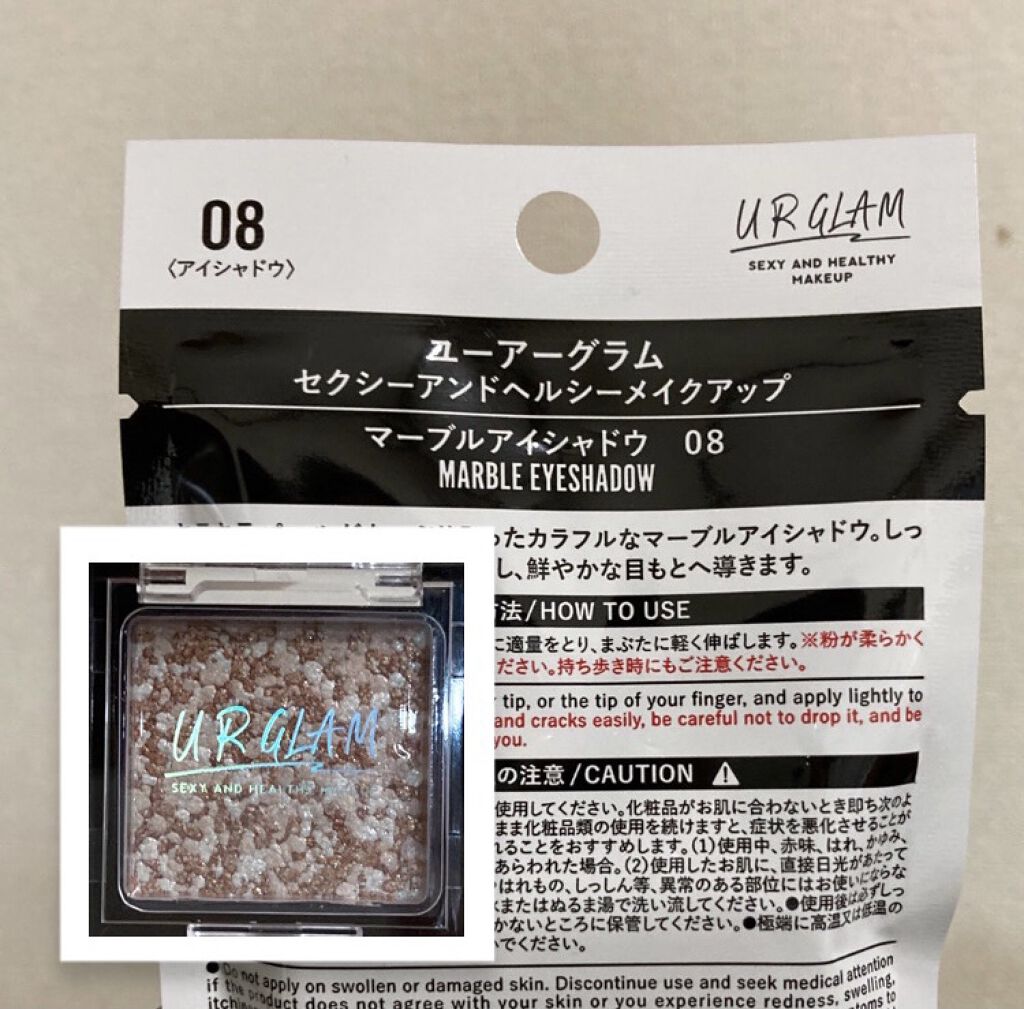 08
〈アイシャドウ〉
UR GLAM
SEXY AND HEALTHY
MAKEUP
ユーアーグラム
セクシーアンドヘルシーメイクアップ
マーブルアイシャドウ 08
MARBLE EYESHADOW
ったカラフルなマーブルアイシャドウ。しっ
し、鮮やかな目もとへ導きます。
法/HOW TO USE
に適量をとり、まぶたに軽く伸ばします。※粉が柔らかく
ださい。持ち歩き時にもご注意ください。
tip, or the tip of your finger, and apply lightly to
and cracks easily, be careful not to drop it, and be
you.
の注意/CAUTION
使用してください。化粧品がお肌に合わないとき即ち次のよ
まま化粧品類の使用を続けますと、症状を悪化させることが
れることをおすすめします。(1)使用中、赤味、はれ、かゆみ、
あらわれた場合。(2)使用したお肌に、直接日光があたって
はれもの、しっしん等、異常のある部位にはお使いにならな
水またはぬるま湯で洗い流してください。●使用後は必ずしっ
かないところに保管してください。●極端に高温又は低温の
でください。
UR GLAM
SEXY AND HEALTHY
●Do not apply on swollen or damaged skin. Discontinue use and seek medical attention
if the product does not agree with your skin or you experience redness, swelling,